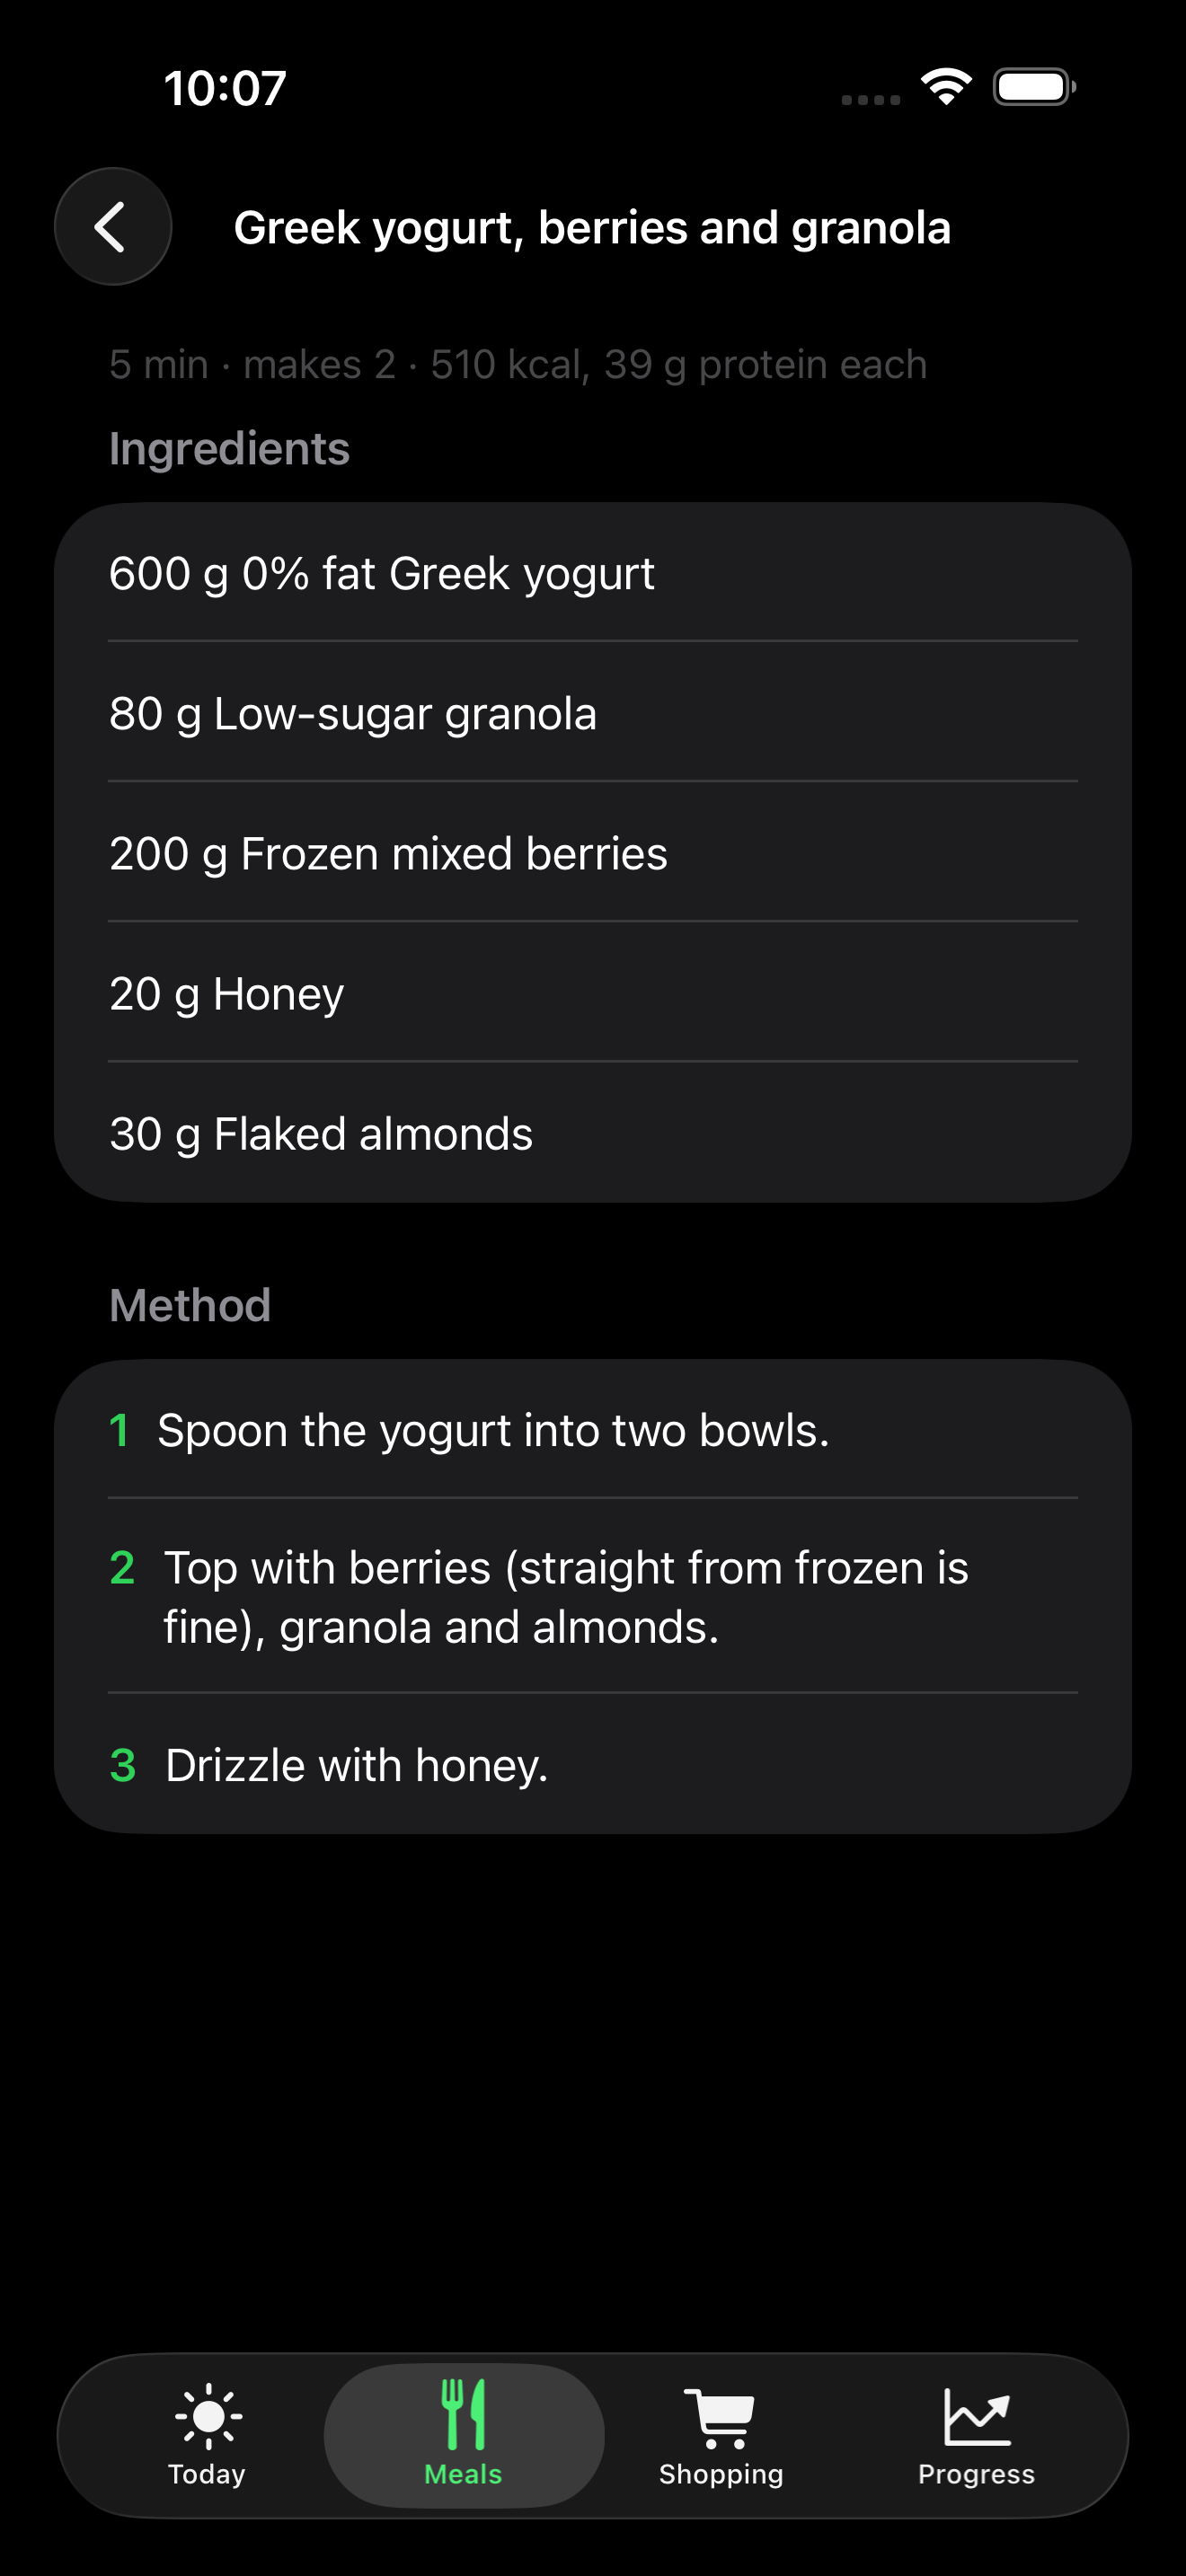 10:07
Greek yogurt, berries and granola
5 min · makes 2 · 510 kcal, 39 g protein each
Ingredients
600 g 0% fat Greek yogurt
80 g Low-sugar granola
200 g Frozen mixed berries
20 g Honey
30 g Flaked almonds
Method
1 Spoon the yogurt into two bowls.
2 Top with berries (straight from frozen is
fine), granola and almonds.
3 Drizzle with honey.
Today Meals Shopping Progress